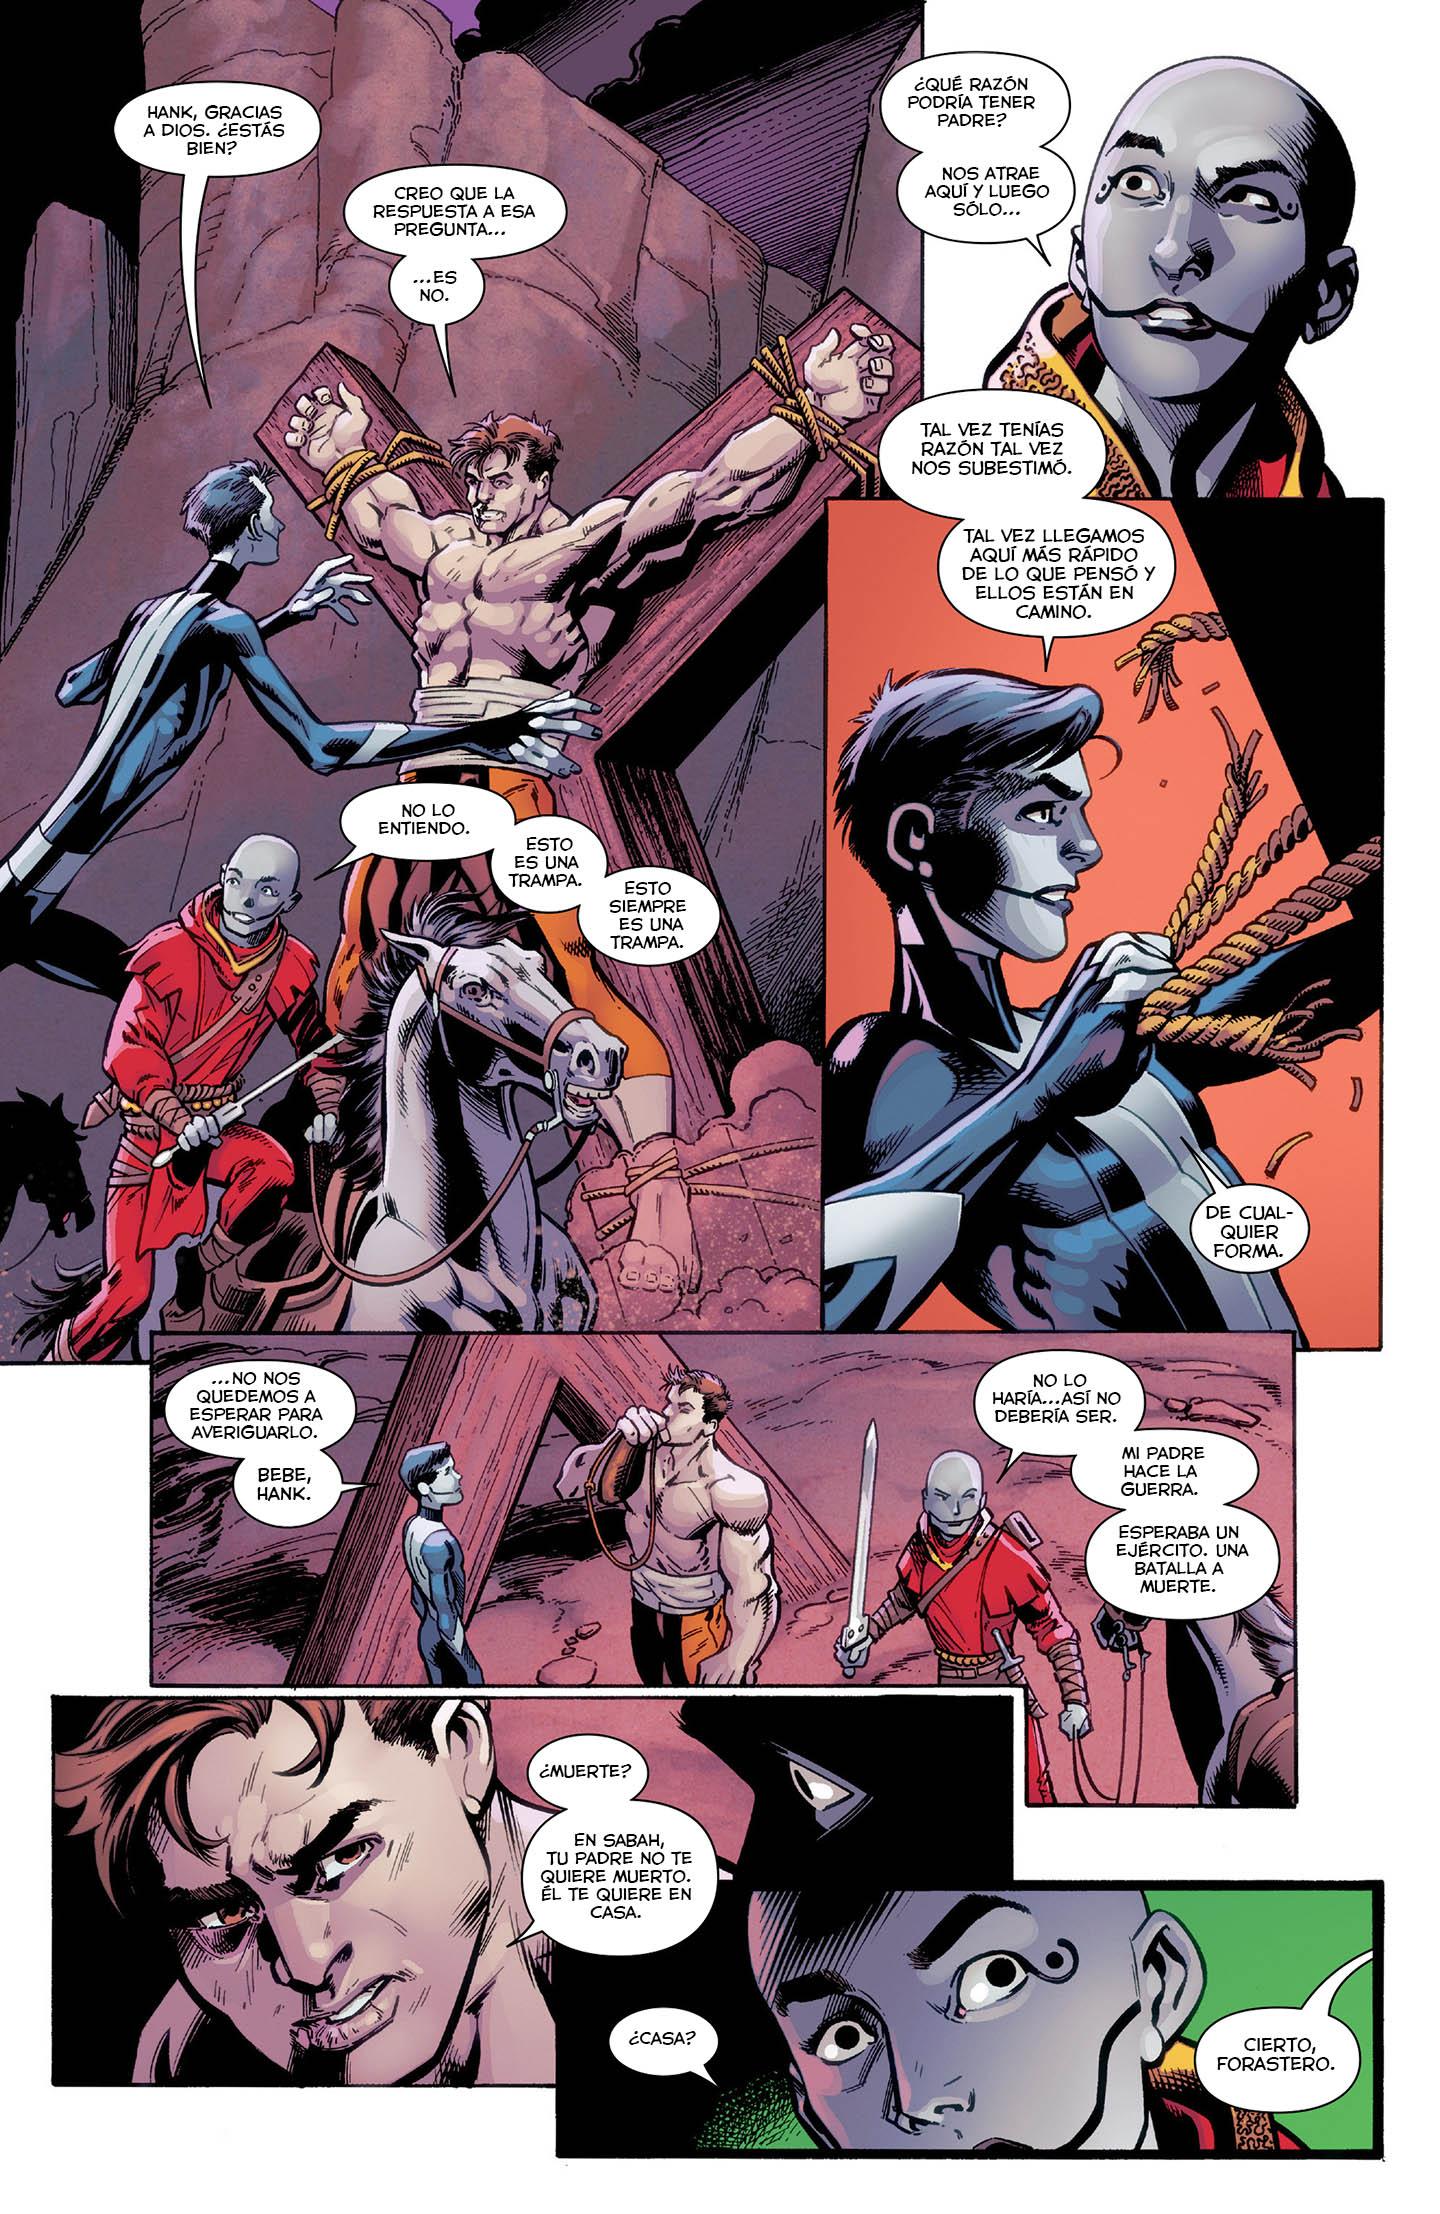 HANK, GRACIAS
A DIOS. ¿ESTÁS
BIEN?
CREO QUE LA
RESPUESTA A ESA
PREGUNTA...
...ES
NO.
NO LO
ENTIENDO.
ESTO
ES UNA
TRAMPA.
ESTO
SIEMPRE
ES UNA
TRAMPA.
¿QUÉ RAZÓN
PODRÍA TENER
PADRE?
NOS ATRAE
AQUÍ Y LUEGO
SÓLO...
TAL VEZ TENÍAS
RAZÓN TAL VEZ
NOS SUBESTIMÓ.
TAL VEZ LLEGAMOS
AQUÍ MÁS RÁPIDO
DE LO QUE PENSÓ Y
ELLOS ESTÁN EN
CAMINO.
DE CUAL-
QUIER
FORMA.
...NO NOS
QUEDEMOS A
ESPERAR PARA
AVERIGUARLO.
BEBE,
HANK.
NO LO
HARÍA...ASÍ NO
DEBERÍA SER.
MI PADRE
HACE LA
GUERRA.
ESPERABA UN
EJÉRCITO. UNA
BATALLA A
MUERTE.
¿MUERTE?
EN SABAH,
TU PADRE NO TE
QUIERE MUERTO.
ÉL TE QUIERE EN
CASA.
¿CASA?
CIERTO,
FORASTERO.